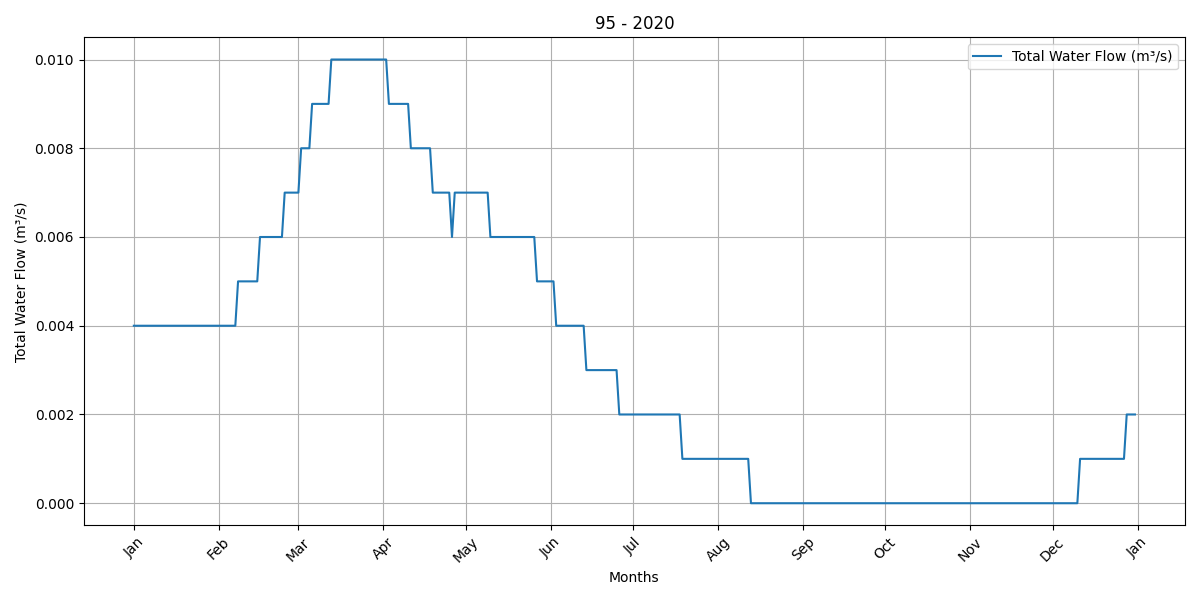 95 - 2020
Total Water Flow (m³/s)
Total Water Flow (m³/s)
0.010
0.008
0.006
0.004
0.002
0.000
Jan
Feb
Mar
Apr
May
Jun
Jul
Aug
Sep
Oct
Nov
Dec
Jan
Months